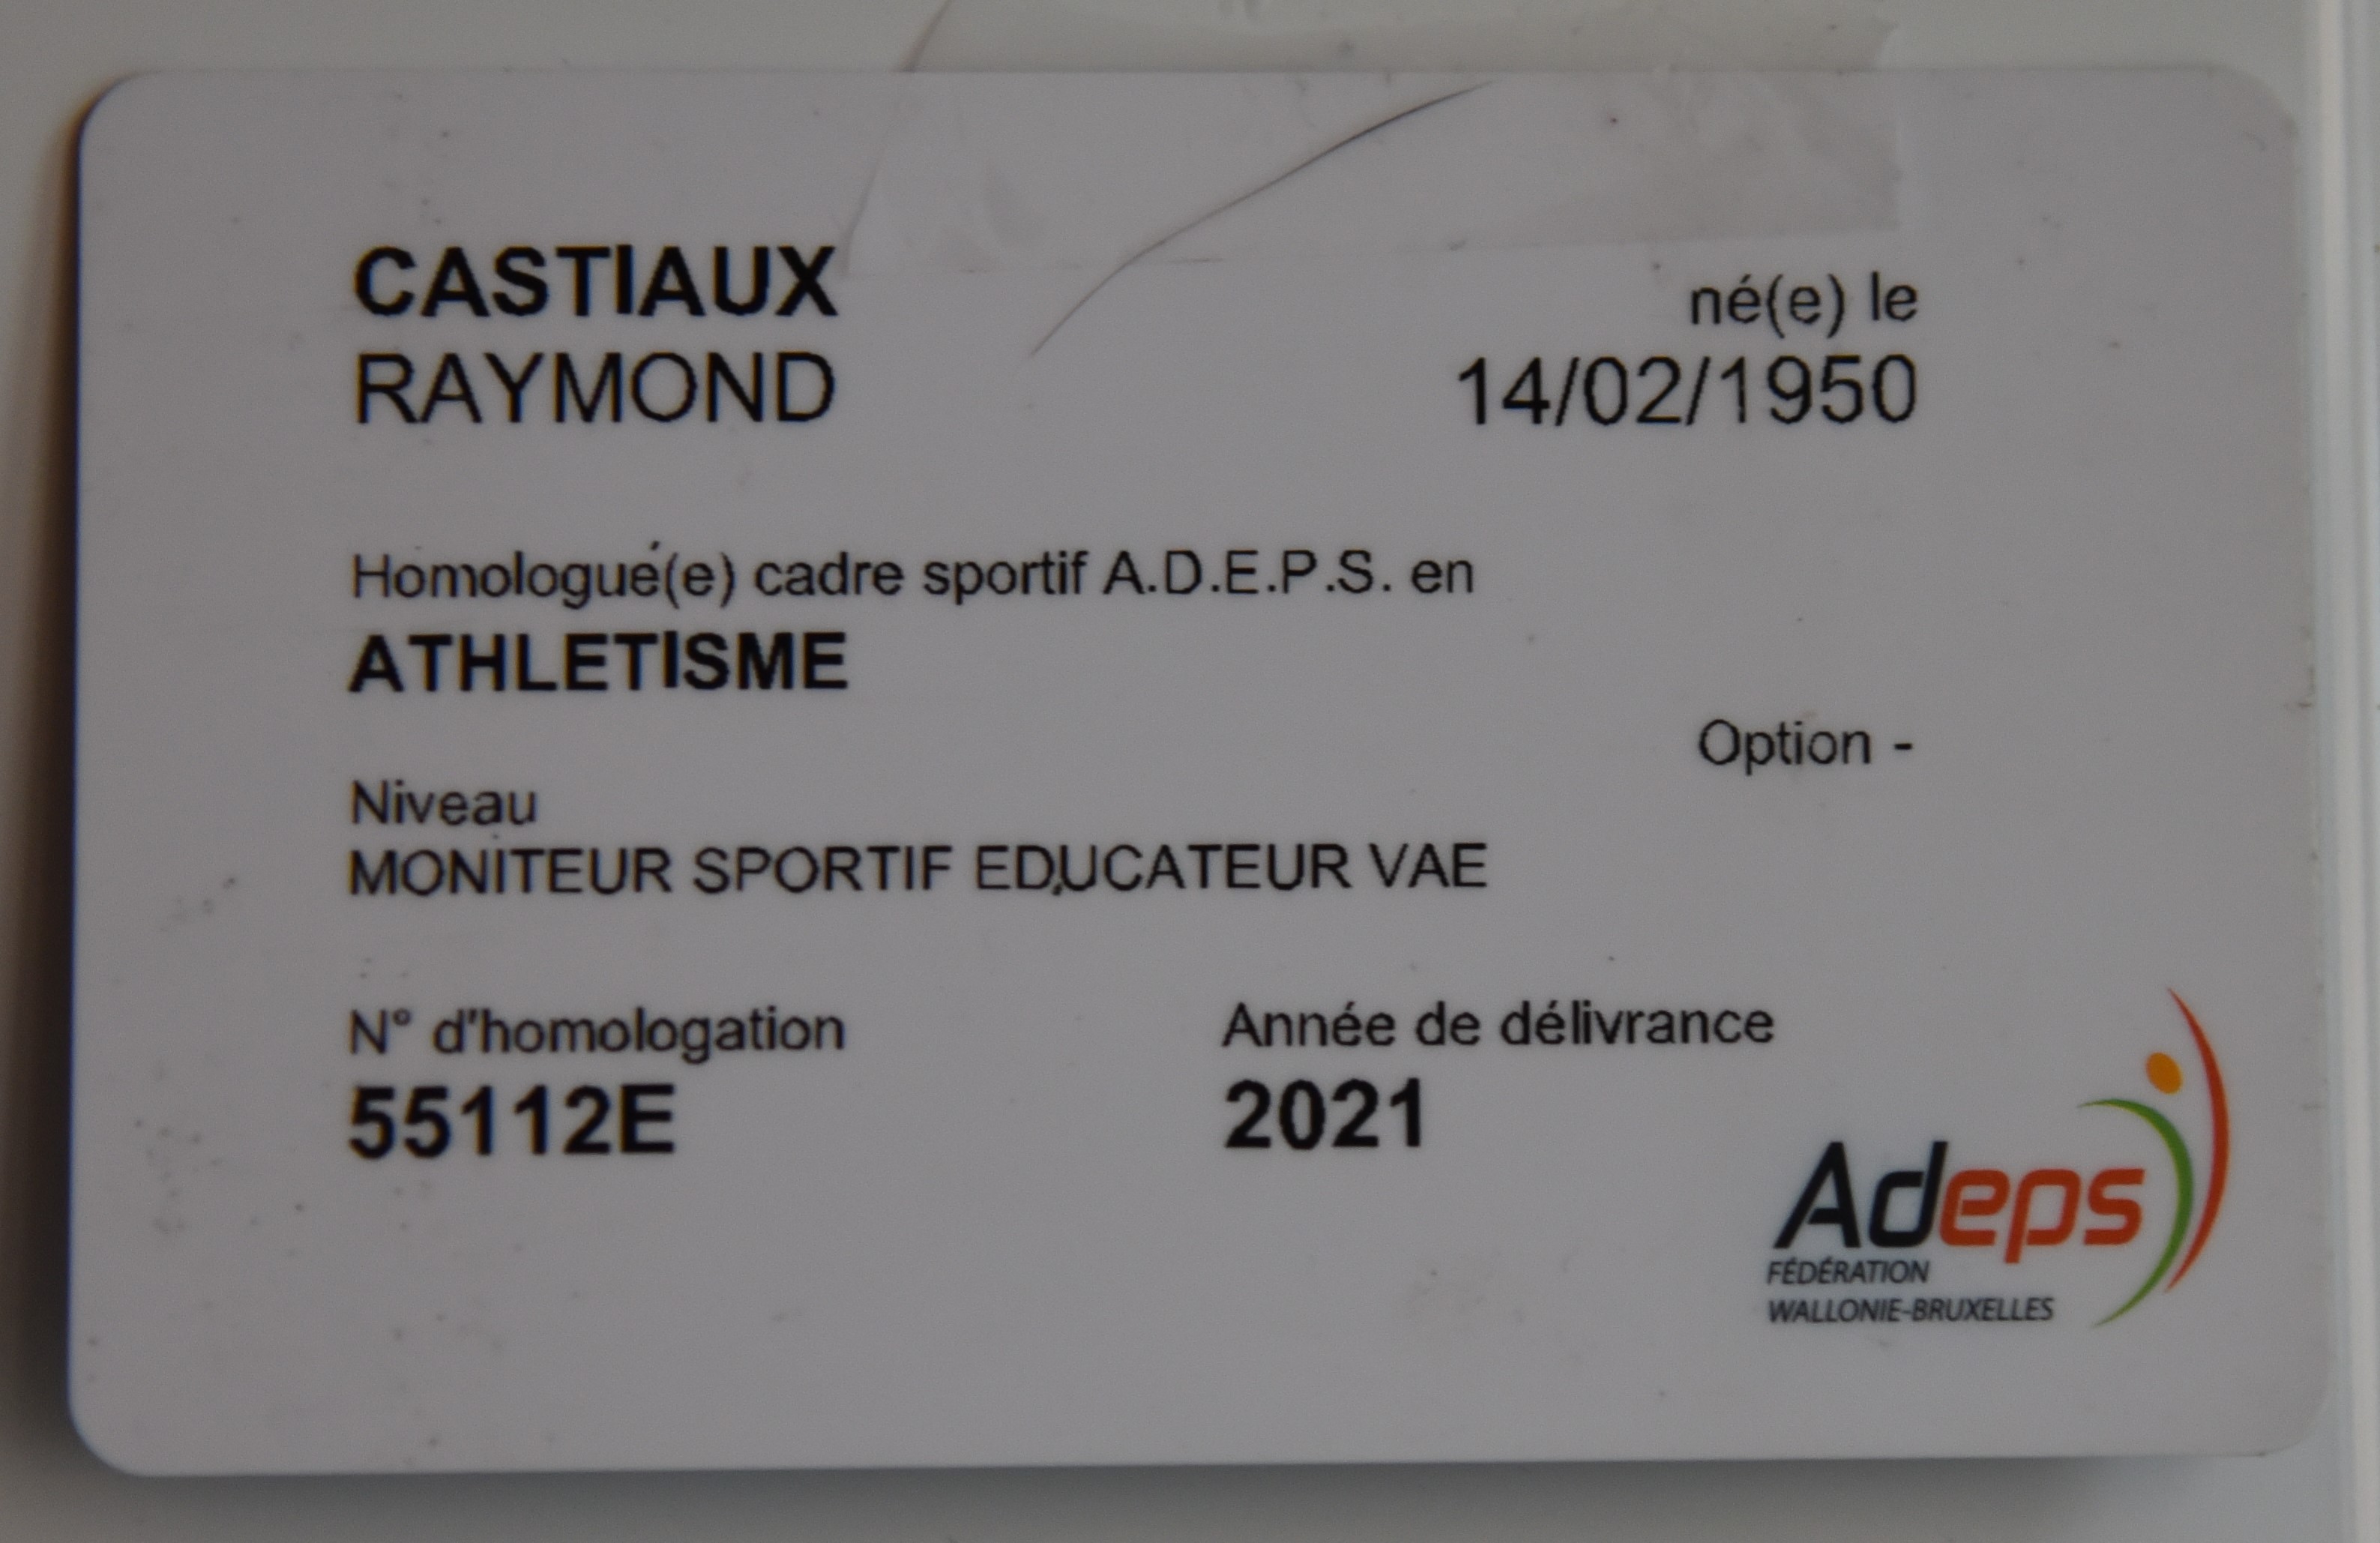 CASTIAUX
RAYMOND
né(e) le
14/02/1950
Homologué(e) cadre sportif A.D.E.P.S. en
ATHLETISME
Option -
Niveau
MONITEUR SPORTIF EDUCATEUR VAE
N° d'homologation
55112E
Année de délivrance
2021
Adeps
FÉDÉRATION
WALLONIE-BRUXELLES